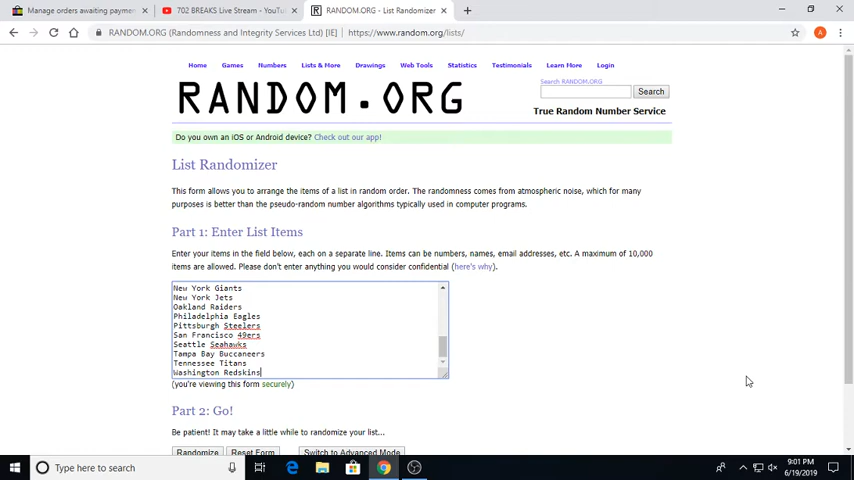 Manage orders awaiting paymen
702 BREAKS Live Stream - YouTu
RANDOM.ORG - List Randomizer
RANDOM.ORG (Randomness and Integrity Services Ltd) [IE] | https://www.random.org/lists/
A
Home Games Numbers Lists & More Drawings Web Tools Statistics Testimonials Learn More Login
Search RANDOM.ORG
RANDOM.ORG
Search
True Random Number Service
Do you own an iOS or Android device? Check out our app!
List Randomizer
This form allows you to arrange the items of a list in random order. The randomness comes from atmospheric noise, which for many
purposes is better than the pseudo-random number algorithms typically used in computer programs.
Part 1: Enter List Items
Enter your items in the field below, each on a separate line. Items can be numbers, names, email addresses, etc. A maximum of 10,000
items are allowed. Please don't enter anything you would consider confidential (here's why).
New York Giants
New York Jets
Oakland Raiders
Philadelphia Eagles
Pittsburgh Steelers
San Francisco 49ers
Seattle Seahawks
Tampa Bay Buccaneers
Tennessee Titans
Washington Redskins
(you're viewing this form securely)
Part 2: Go!
Be patient! It may take a little while to randomize your list...
Randomize Reset Form Switch to Advanced Mode
Type here to search
9:01 PM
6/19/2019